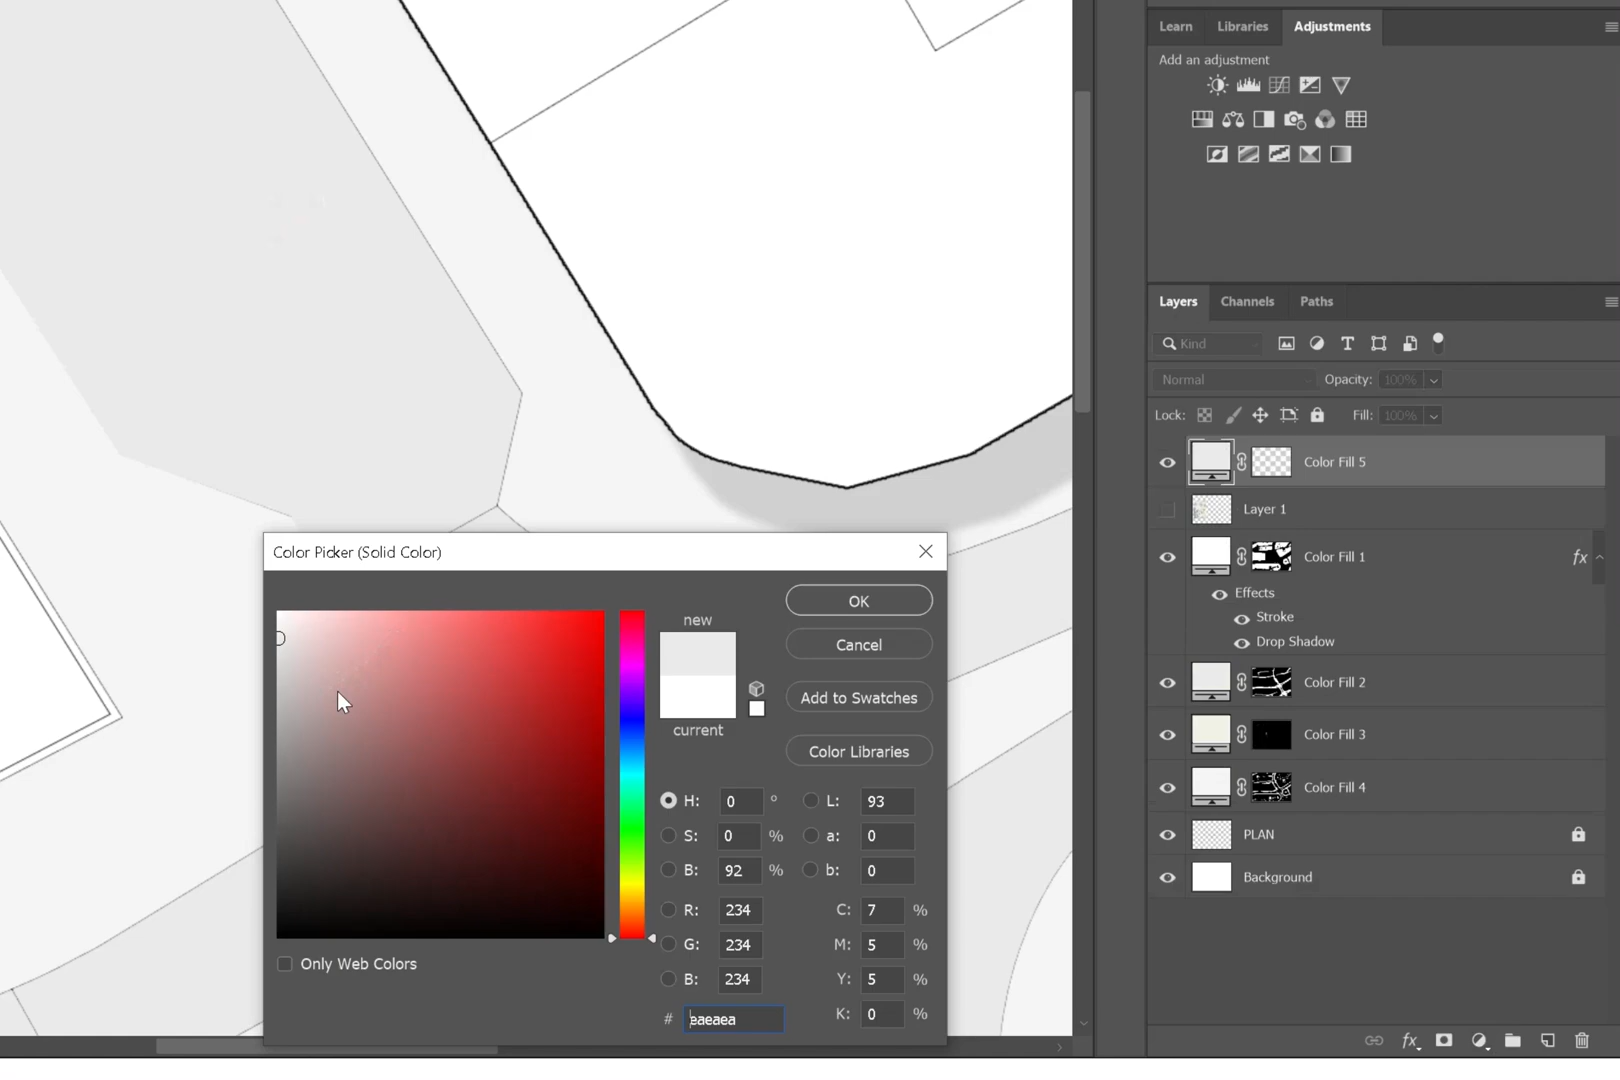 Learn Libraries Adjustments
Add an adjustment
Layers Channels Paths
Kind
Normal Opacity: 100%
Lock: Fill: 100%
Color Fill 5
Layer 1
Color Fill 1 fx
Effects
Stroke
Drop Shadow
Color Fill 2
Color Fill 3
Color Fill 4
PLAN
Background
fx
Color Picker (Solid Color)
new
current
OK
Cancel
Add to Swatches
Color Libraries
H: 0 ° L: 93
S: 0 % a: 0
B: 92 % b: 0
R: 234 C: 7 %
G: 234 M: 5 %
B: 234 Y: 5 %
# eaeaea K: 0 %
Only Web Colors